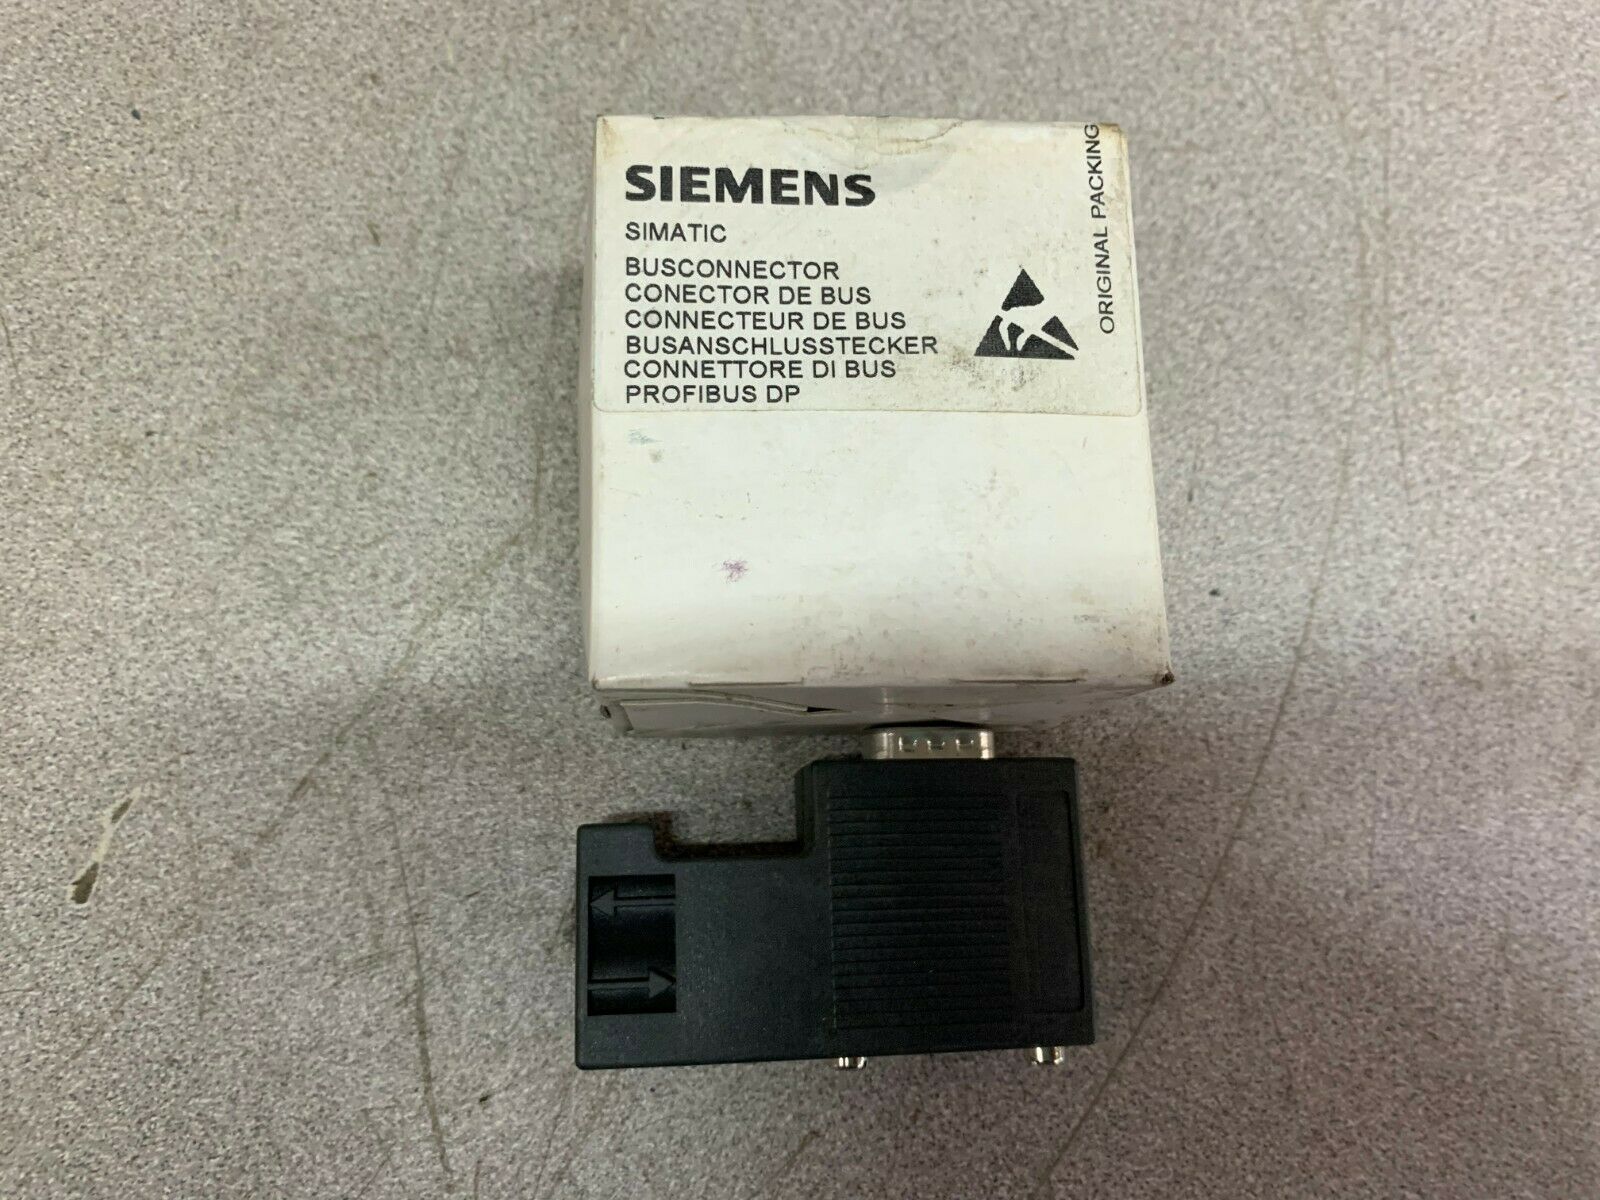 SIEMENS
SIMATIC
BUSCONNECTOR
CONECTOR DE BUS
CONNECTEUR DE BUS
BUSANSCHLUSSTECKER
CONNETTORE DI BUS
PROFIBUS DP
ORIGINAL PACKING